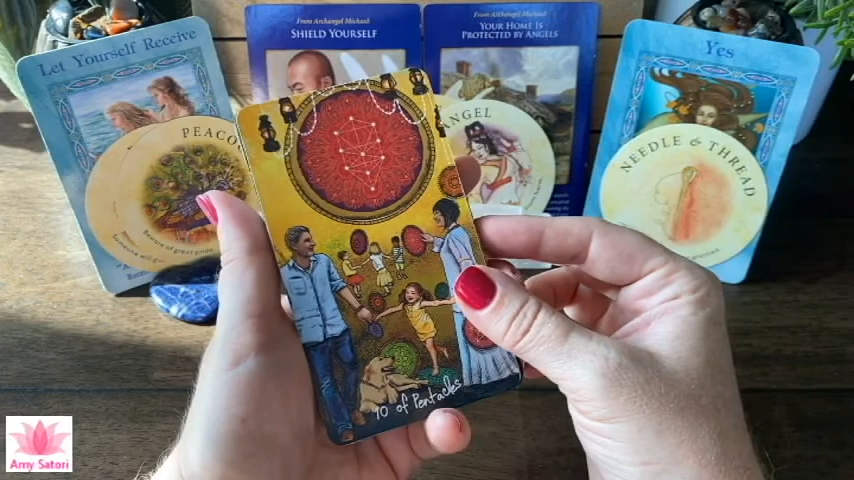 Let Yourself Receive
From Archangel Michael:
SHIELD YOURSELF
From Archangel Michael:
YOUR HOME IS
PROTECTED BY ANGELS
Yes
PEACO
ANGEL
NEEDLE & THREAD
10 of Pentacles
Amy Satori